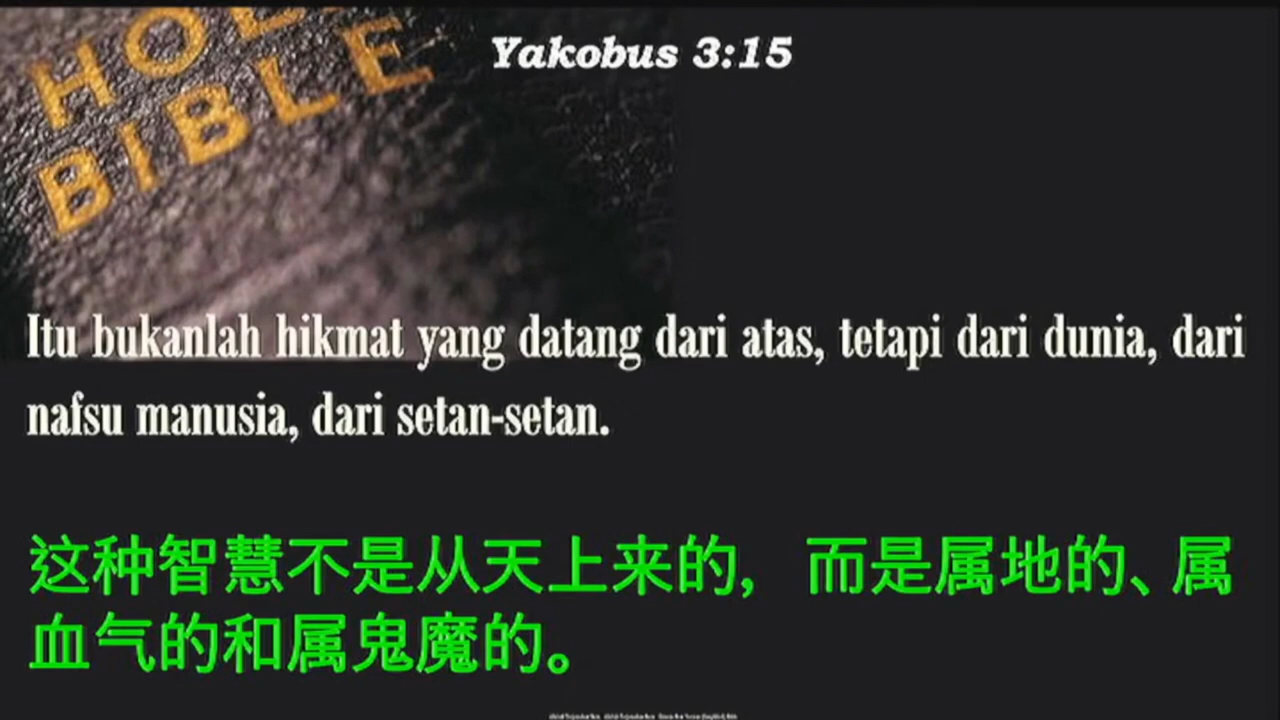 HOL
BIBLE
Yakobus 3:15
Itu bukanlah hikmat yang datang dari atas, tetapi dari dunia, dari
nafsu manusia, dari setan-setan.
这种智慧不是从天上来的, 而是属地的、属
血气的和属鬼魔的。